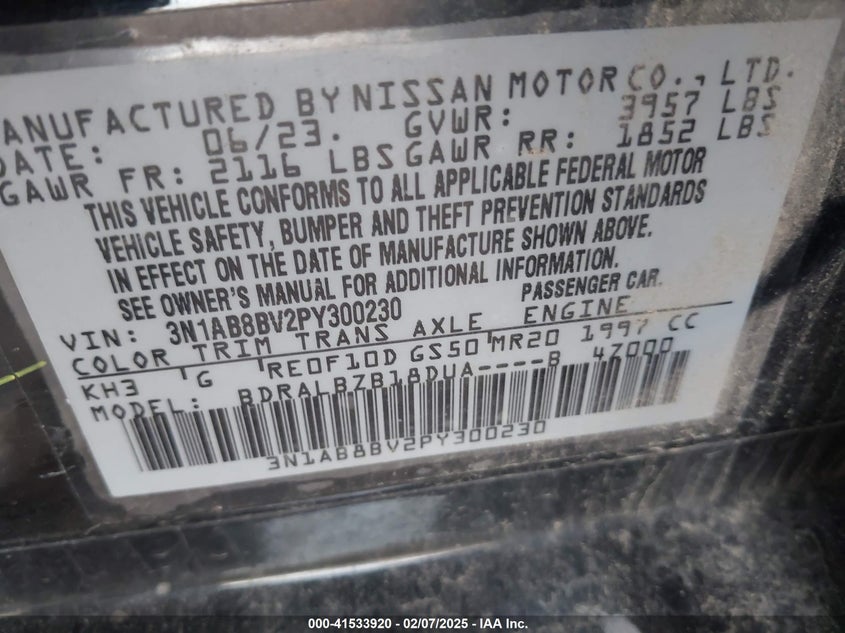 MANUFACTURED BY NISSAN MOTOR CO., LTD.
DATE: 06/23. GVWR: 3957 LBS
GAWR FR: 2116 LBS GAWR RR: 1852 LBS
THIS VEHICLE CONFORMS TO ALL APPLICABLE FEDERAL MOTOR
VEHICLE SAFETY, BUMPER AND THEFT PREVENTION STANDARDS
IN EFFECT ON THE DATE OF MANUFACTURE SHOWN ABOVE.
SEE OWNER'S MANUAL FOR ADDITIONAL INFORMATION.
VIN: 3N1AB8BV2PY300230 PASSENGER CAR.
COLOR TRIM TRANS AXLE ENGINE
KH3 G RE0F10D GS50 MR20 1997 CC
MODEL: BDRALBZB18DUA----B 47000
3N1AB8BV2PY300230
000-41533920 — 02/07/2025 — IAA Inc.